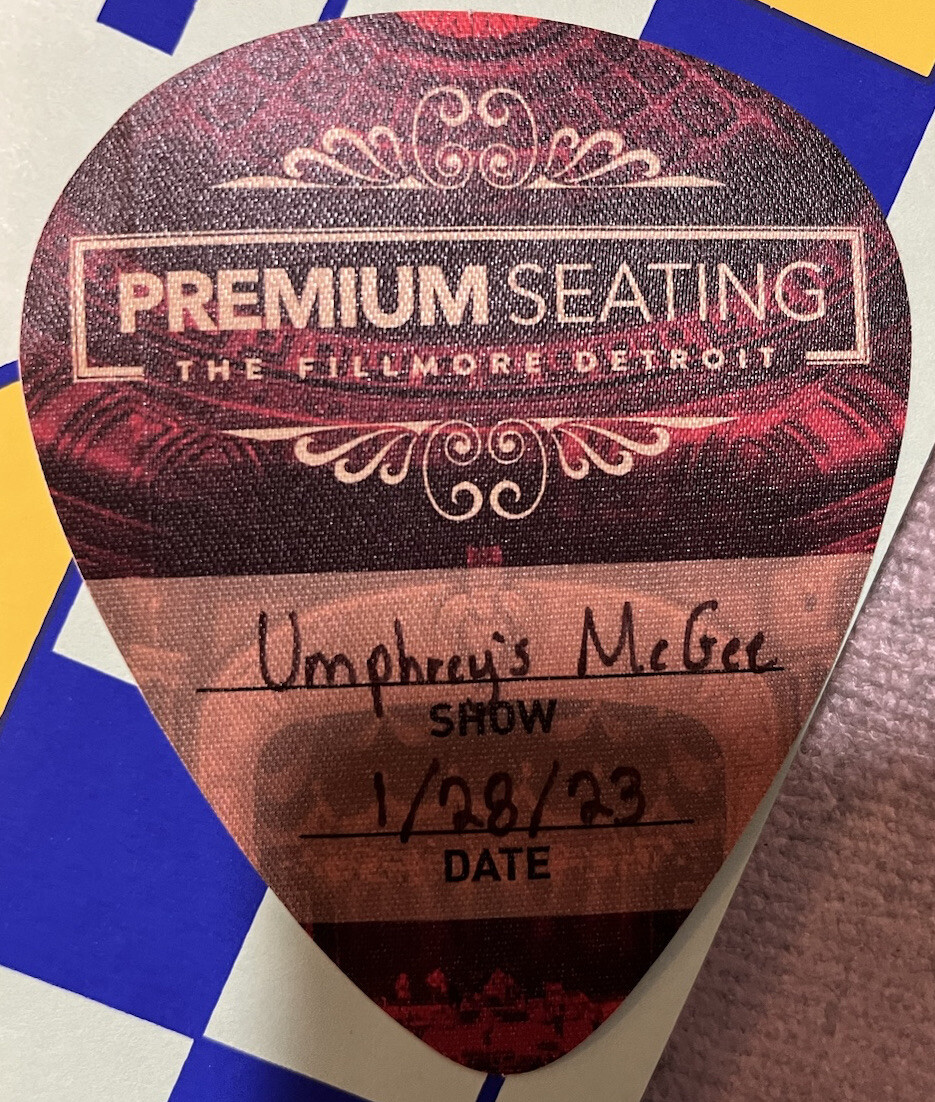 PREMIUM SEATING
THE FILLMORE DETROIT
Umphrey's McGee
SHOW
1/28/23
DATE